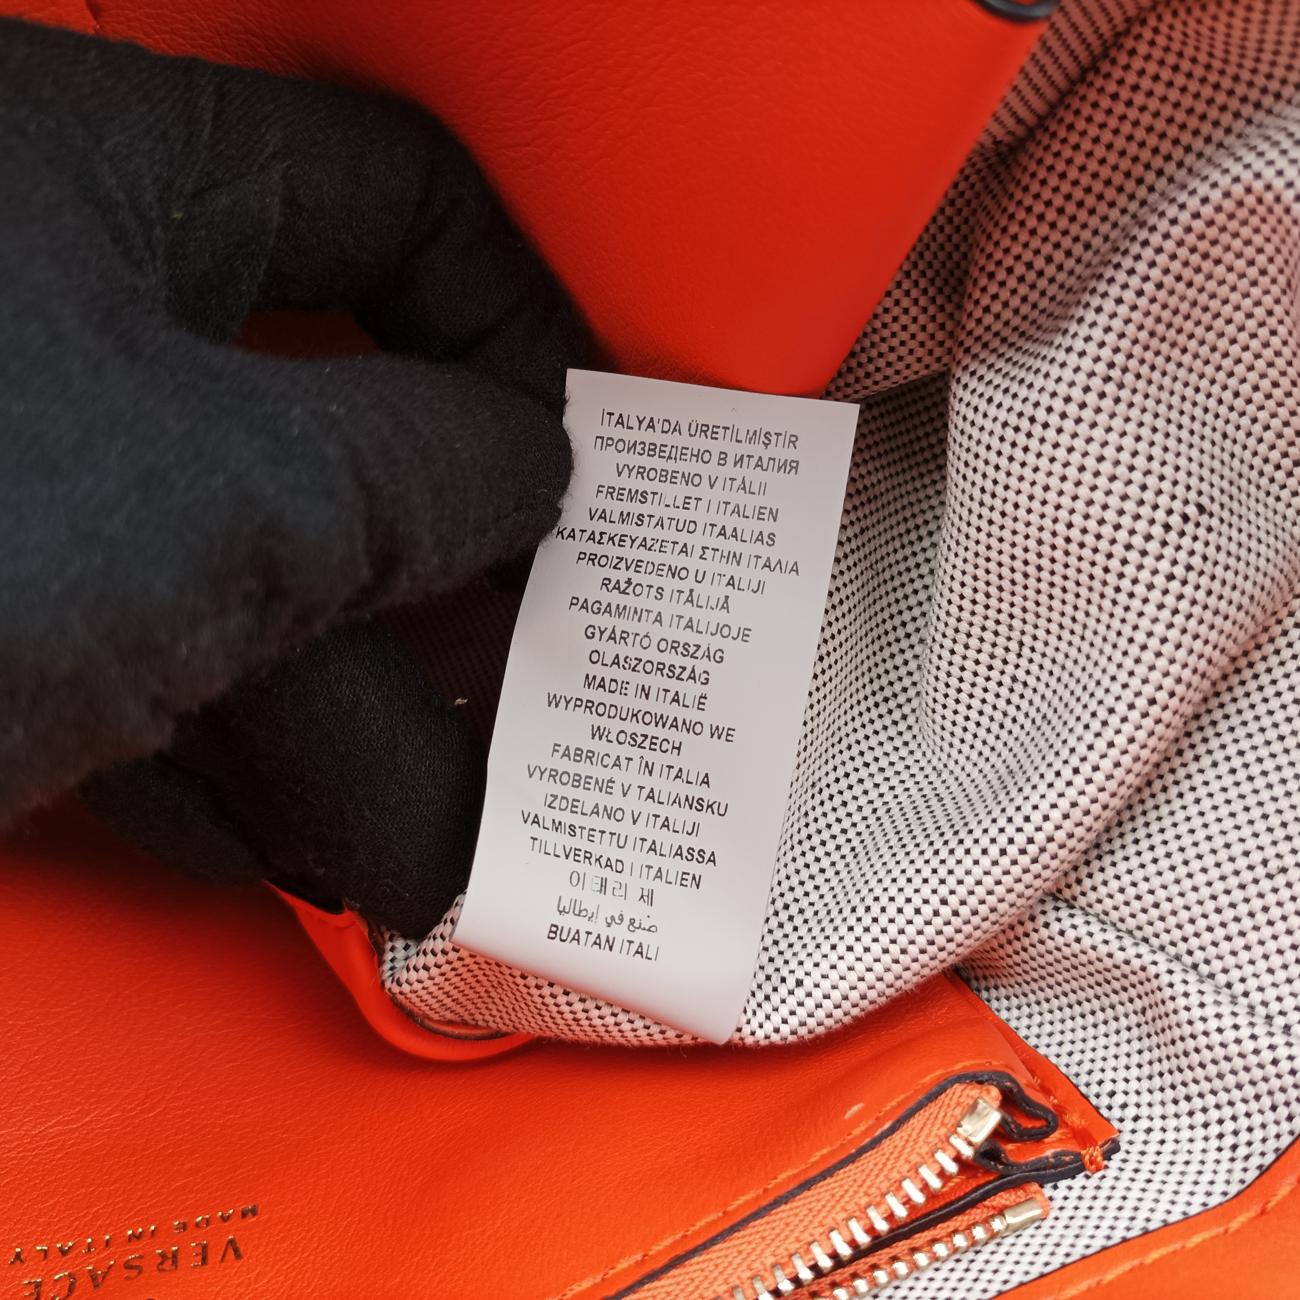 İTALYA'DA ÜRETİLMİŞTİR
ПРОИЗВЕДЕНО В ИТАЛИЯ
VYROBENO V ITÁLII
FREMSTILLET I ITALIEN
VALMISTATUD ITAALIAS
ΚΑΤΑΣΚΕΥΑΖΕΤΑΙ ΣΤΗΝ ΙΤΑΛΙΑ
PROIZVEDENO U ITALIJI
RAŽOTS ITĀLIJĀ
PAGAMINTA ITALIJOJE
GYÁRTÓ ORSZÁG
OLASZORSZÁG
MADE IN ITALIË
WYPRODUKOWANO WE
WŁOSZECH
FABRICAT ÎN ITALIA
VYROBENÉ V TALIANSKU
IZDELANO V ITALIJI
VALMISTETTU ITALIASSA
TILLVERKAD I ITALIEN
이태리 제
صنع في إيطاليا
BUATAN ITALI
VERSACE
MADE IN ITALY